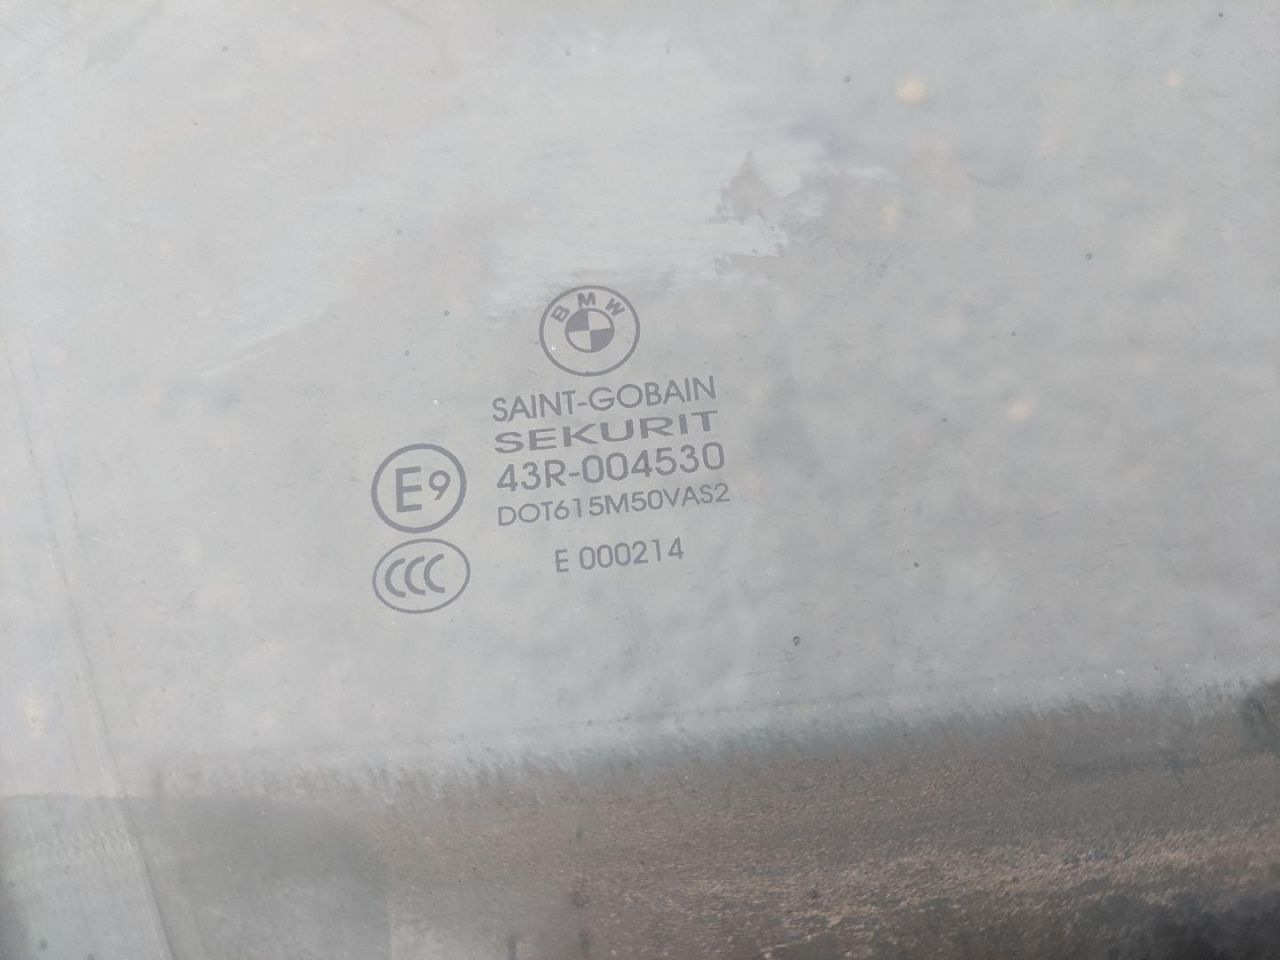 BMW
SAINT-GOBAIN
SEKURIT
43R-004530
DOT615M50VAS2
E9
CCC
E 000214